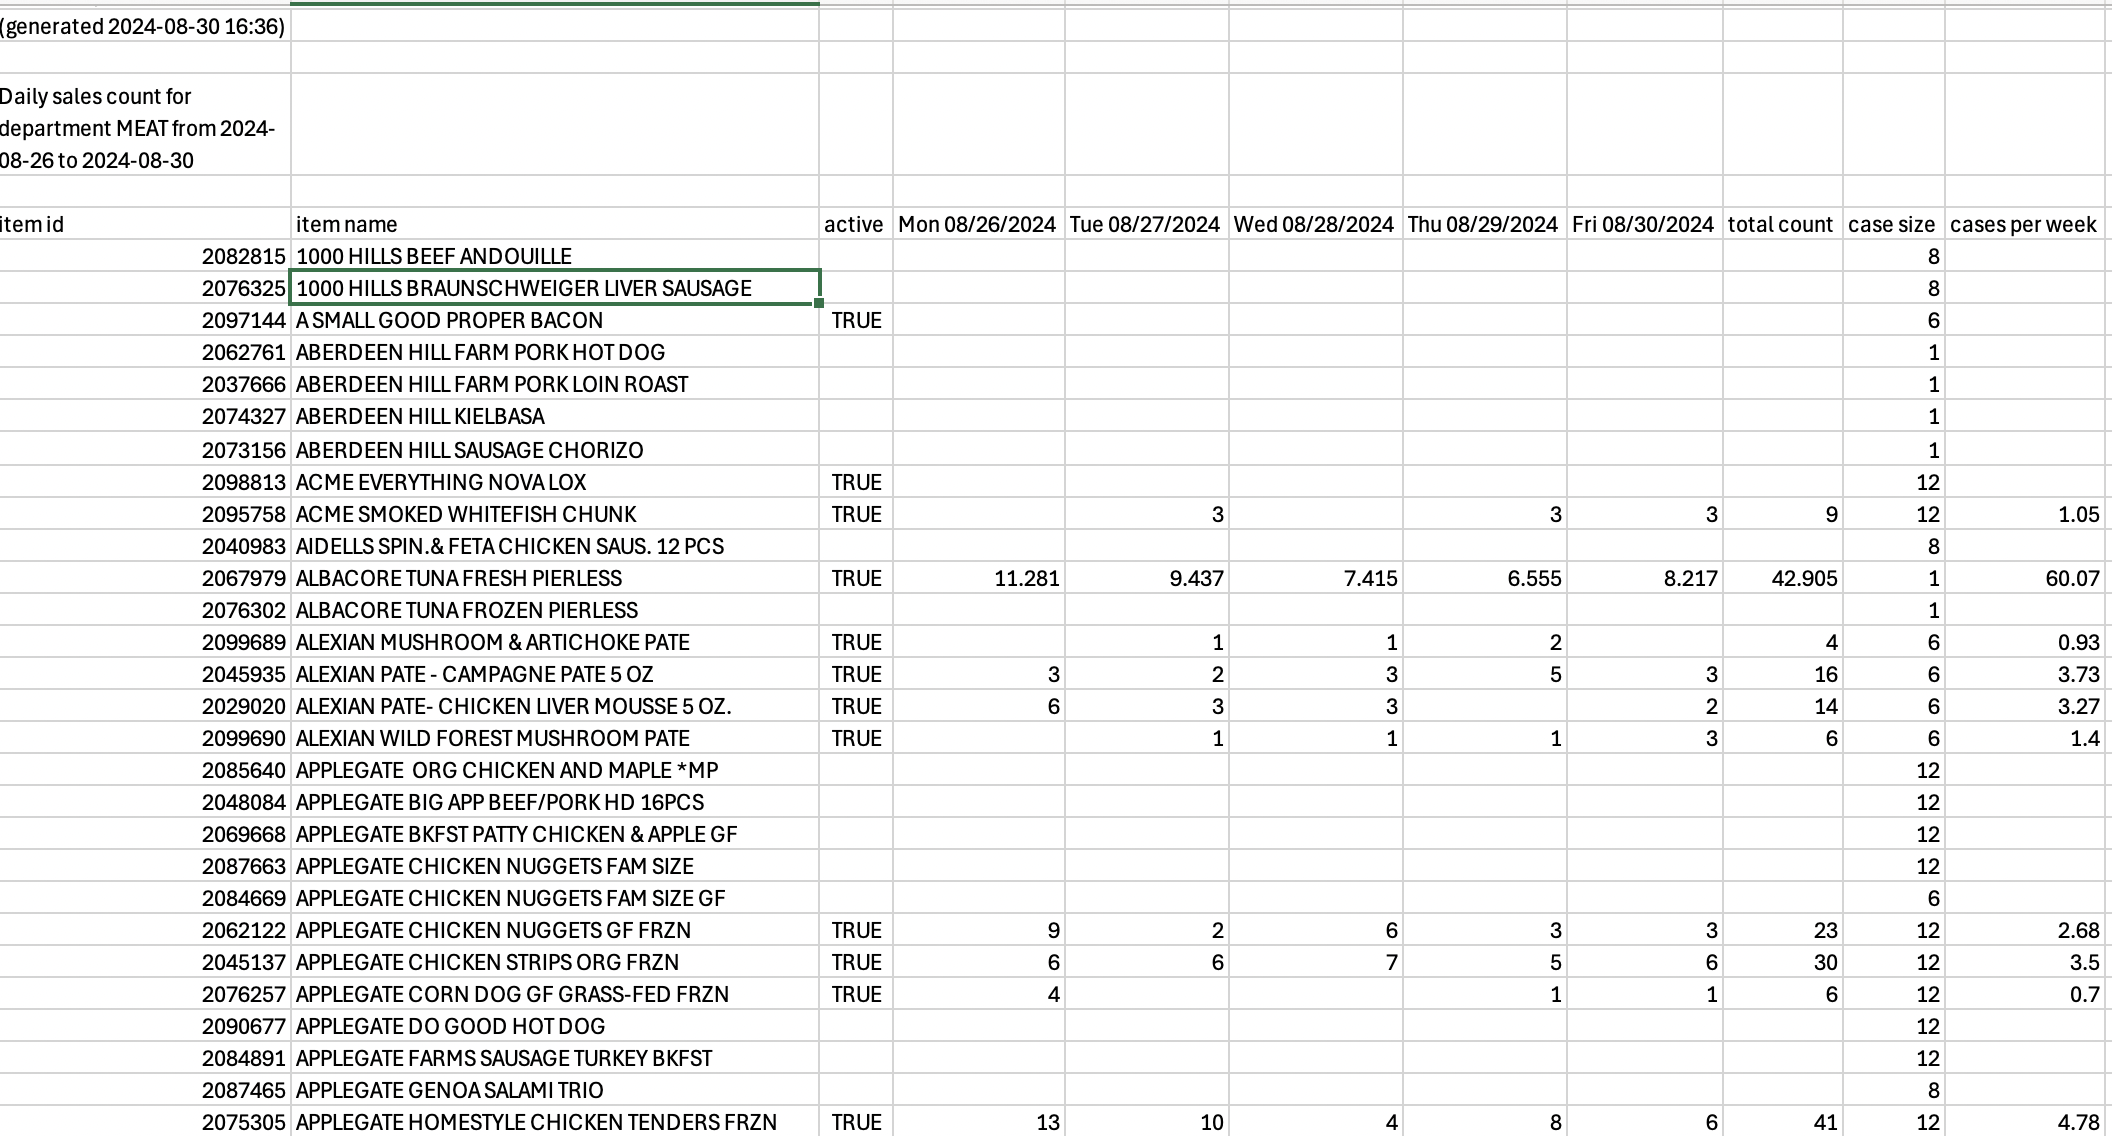 (generated 2024-08-30 16:36)
Daily sales count for
department MEAT from 2024-
08-26 to 2024-08-30
item id item name active Mon 08/26/2024 Tue 08/27/2024 Wed 08/28/2024 Thu 08/29/2024 Fri 08/30/2024 total count case size cases per week
2082815 1000 HILLS BEEF ANDOUILLE 8
2076325 1000 HILLS BRAUNSCHWEIGER LIVER SAUSAGE 8
2097144 A SMALL GOOD PROPER BACON TRUE 6
2062761 ABERDEEN HILL FARM PORK HOT DOG 1
2037666 ABERDEEN HILL FARM PORK LOIN ROAST 1
2074327 ABERDEEN HILL KIELBASA 1
2073156 ABERDEEN HILL SAUSAGE CHORIZO 1
2098813 ACME EVERYTHING NOVA LOX TRUE 12
2095758 ACME SMOKED WHITEFISH CHUNK TRUE 3 3 3 9 12 1.05
2040983 AIDELLS SPIN.& FETA CHICKEN SAUS. 12 PCS 8
2067979 ALBACORE TUNA FRESH PIERLESS TRUE 11.281 9.437 7.415 6.555 8.217 42.905 1 60.07
2076302 ALBACORE TUNA FROZEN PIERLESS 1
2099689 ALEXIAN MUSHROOM & ARTICHOKE PATE TRUE 1 1 2 4 6 0.93
2045935 ALEXIAN PATE - CAMPAGNE PATE 5 OZ TRUE 3 2 3 5 3 16 6 3.73
2029020 ALEXIAN PATE- CHICKEN LIVER MOUSSE 5 OZ. TRUE 6 3 3 2 14 6 3.27
2099690 ALEXIAN WILD FOREST MUSHROOM PATE TRUE 1 1 1 3 6 6 1.4
2085640 APPLEGATE  ORG CHICKEN AND MAPLE *MP 12
2048084 APPLEGATE BIG APP BEEF/PORK HD 16PCS 12
2069668 APPLEGATE BKFST PATTY CHICKEN & APPLE GF 12
2087663 APPLEGATE CHICKEN NUGGETS FAM SIZE 12
2084669 APPLEGATE CHICKEN NUGGETS FAM SIZE GF 6
2062122 APPLEGATE CHICKEN NUGGETS GF FRZN TRUE 9 2 6 3 3 23 12 2.68
2045137 APPLEGATE CHICKEN STRIPS ORG FRZN TRUE 6 6 7 5 6 30 12 3.5
2076257 APPLEGATE CORN DOG GF GRASS-FED FRZN TRUE 4 1 1 6 12 0.7
2090677 APPLEGATE DO GOOD HOT DOG 12
2084891 APPLEGATE FARMS SAUSAGE TURKEY BKFST 12
2087465 APPLEGATE GENOA SALAMI TRIO 8
2075305 APPLEGATE HOMESTYLE CHICKEN TENDERS FRZN TRUE 13 10 4 8 6 41 12 4.78